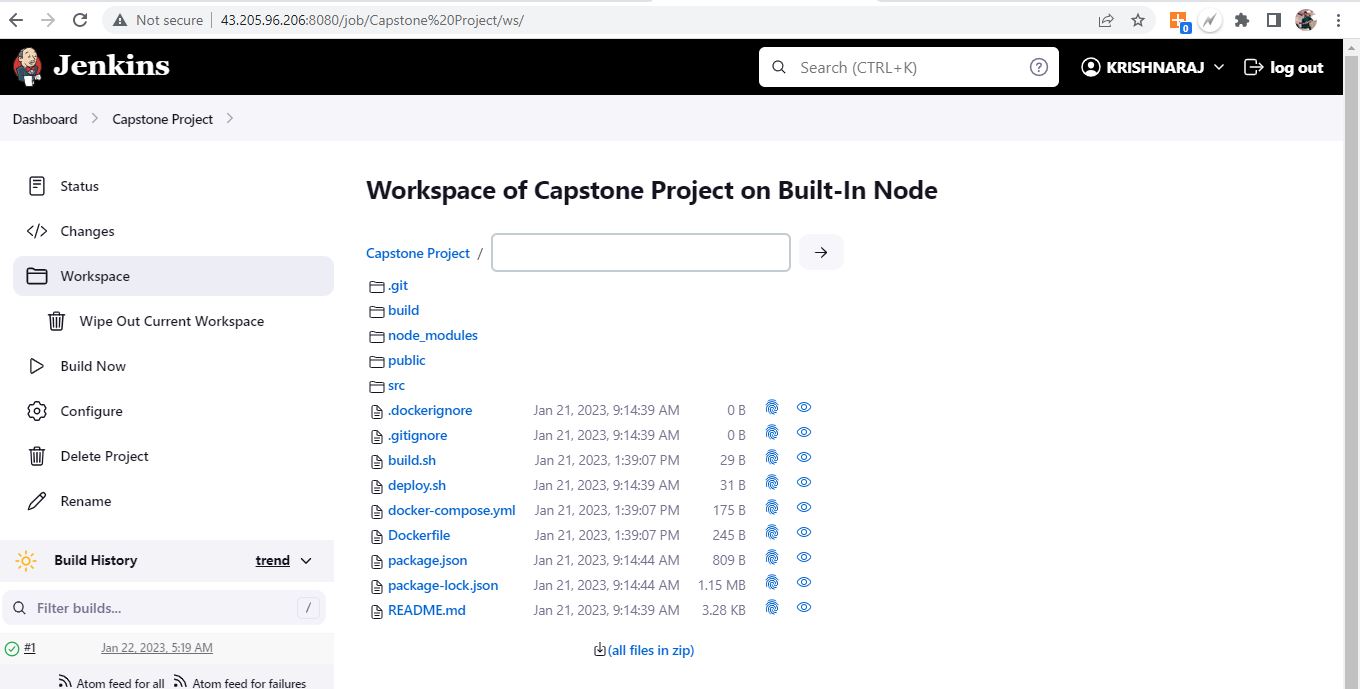 Not secure | 43.205.96.206:8080/job/Capstone%20Project/ws/
0
Jenkins
Search (CTRL+K)
?
KRISHNARAJ
log out
Dashboard
Capstone Project
Status
Changes
Workspace
Wipe Out Current Workspace
Build Now
Configure
Delete Project
Rename
Build History
trend
Filter builds...
/
#1 Jan 22, 2023, 5:19 AM
Atom feed for all Atom feed for failures
Workspace of Capstone Project on Built-In Node
Capstone Project /
.git
build
node_modules
public
src
.dockerignore Jan 21, 2023, 9:14:39 AM 0 B
.gitignore Jan 21, 2023, 9:14:39 AM 0 B
build.sh Jan 21, 2023, 1:39:07 PM 29 B
deploy.sh Jan 21, 2023, 9:14:39 AM 31 B
docker-compose.yml Jan 21, 2023, 1:39:07 PM 175 B
Dockerfile Jan 21, 2023, 1:39:07 PM 245 B
package.json Jan 21, 2023, 9:14:44 AM 809 B
package-lock.json Jan 21, 2023, 9:14:44 AM 1.15 MB
README.md Jan 21, 2023, 9:14:39 AM 3.28 KB
(all files in zip)